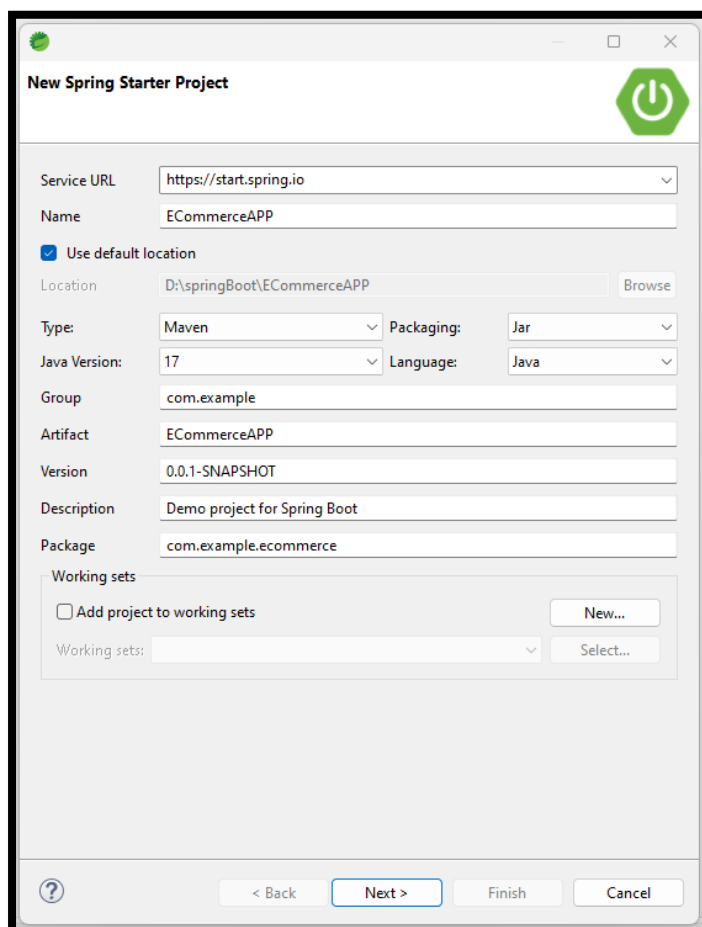 New Spring Starter Project
Service URL https://start.spring.io
Name ECommerceAPP
Use default location
Location D:\springBoot\ECommerceAPP Browse
Type: Maven Packaging: Jar
Java Version: 17 Language: Java
Group com.example
Artifact ECommerceAPP
Version 0.0.1-SNAPSHOT
Description Demo project for Spring Boot
Package com.example.ecommerce
Working sets
Add project to working sets New...
Working sets: Select...
? < Back Next > Finish Cancel